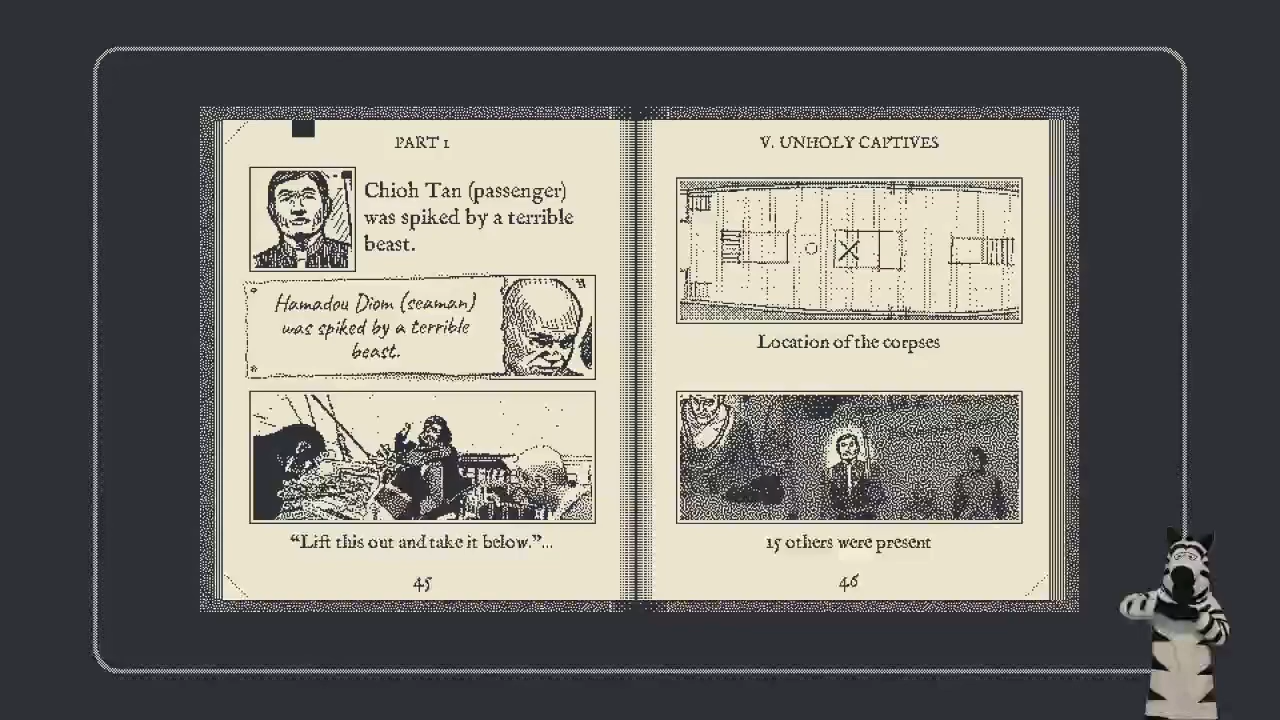 PART 1
Chioh Tan (passenger)
was spiked by a terrible
beast.
Hamadou Diom (seaman)
was spiked by a terrible
beast.
“Lift this out and take it below.”...
45
V. UNHOLY CAPTIVES
Location of the corpses
15 others were present
46